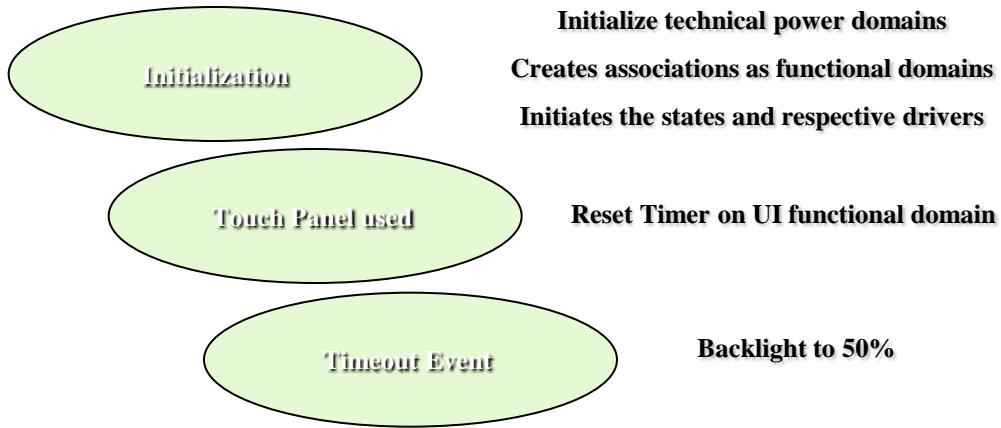 Initialization
Initialize technical power domains
Creates associations as functional domains
Initiates the states and respective drivers
Touch Panel used
Reset Timer on UI functional domain
Timeout Event
Backlight to 50%